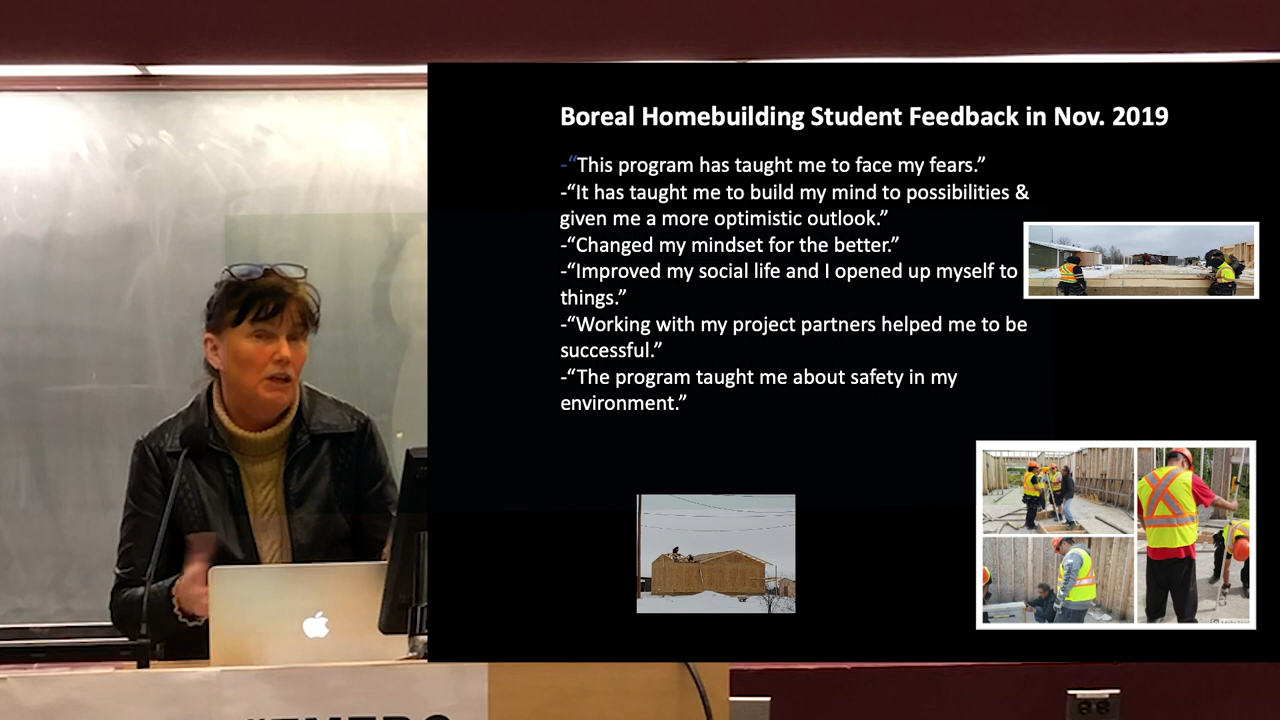 Boreal Homebuilding Student Feedback in Nov. 2019
-“This program has taught me to face my fears.”
-“It has taught me to build my mind to possibilities &
given me a more optimistic outlook.”
-“Changed my mindset for the better.”
-“Improved my social life and I opened up myself to
things.”
-“Working with my project partners helped me to be
successful.”
-“The program taught me about safety in my
environment.”